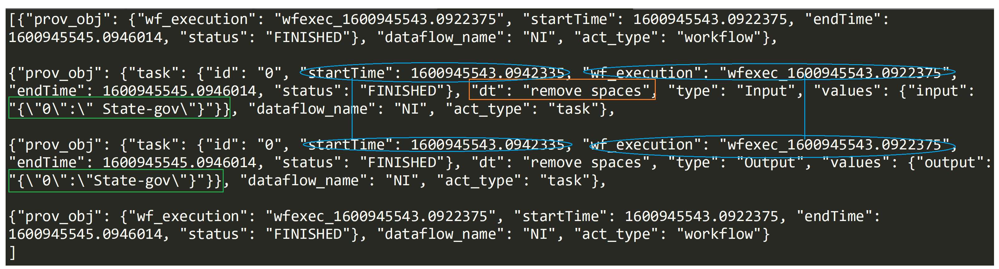 [{"prov_obj": {"wf_execution": "wfexec_1600945543.0922375", "startTime": 1600945543.0922375, "endTime":
1600945545.0946014, "status": "FINISHED"}, "dataflow_name": "NI", "act_type": "workflow"},
{"prov_obj": {"task": {"id": "0", "startTime": 1600945543.0942335, "wf_execution": "wfexec_1600945543.0922375",
"endTime": 1600945545.0946014, "status": "FINISHED"}, "dt": "remove spaces", "type": "Input", "values": {"input":
"{\"0\":\" State-gov\"}"}}, "dataflow_name": "NI", "act_type": "task"},
{"prov_obj": {"task": {"id": "0", "startTime": 1600945543.0942335, "wf_execution": "wfexec_1600945543.0922375",
"endTime": 1600945545.0946014, "status": "FINISHED"}, "dt": "remove spaces", "type": "Output", "values": {"output":
"{\"0\":\"State-gov\"}"}}, "dataflow_name": "NI", "act_type": "task"},
{"prov_obj": {"wf_execution": "wfexec_1600945543.0922375", "startTime": 1600945543.0922375, "endTime":
1600945545.0946014, "status": "FINISHED"}, "dataflow_name": "NI", "act_type": "workflow"}
]